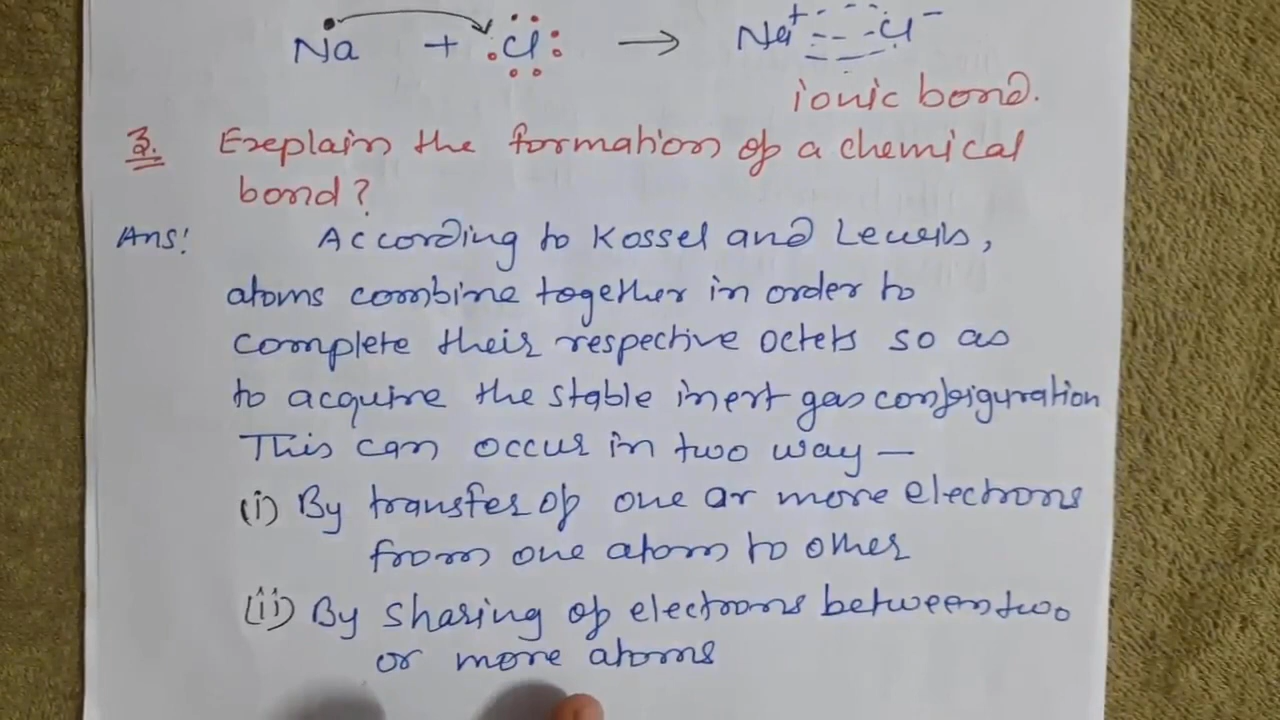 Na + Cl → Na⁺ Cl⁻
ionic bond.
3. Explain the formation of a chemical
bond?
Ans: According to Kossel and Lewis,
atoms combine together in order to
complete their respective octets so as
to acquire the stable inert gas configuration
This can occur in two way —
(i) By transfer of one or more electrons
from one atom to other
(ii) By sharing of electrons between two
or more atoms